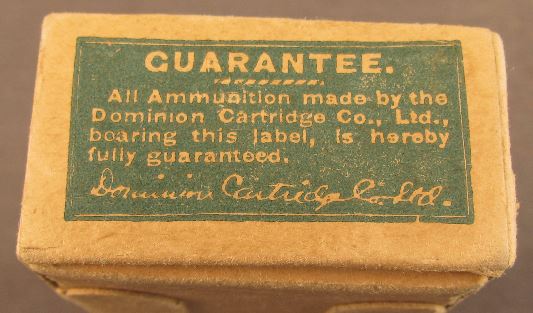 GUARANTEE.
All Ammunition made by the
Dominion Cartridge Co., Ltd.,
bearing this label, is hereby
fully guaranteed.
Dominion Cartridge Co. Ltd.